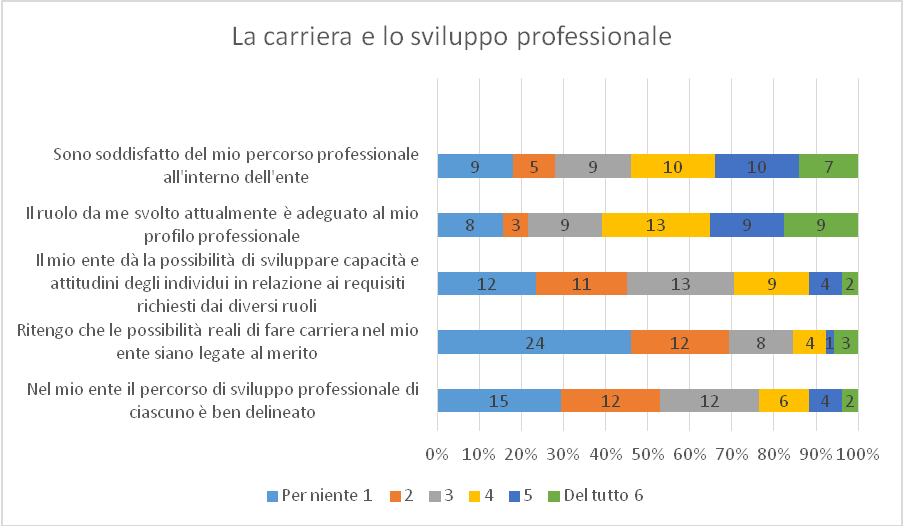 La carriera e lo sviluppo professionale
Sono soddisfatto del mio percorso professionale
all'interno dell'ente
9 5 9 10 10 7
Il ruolo da me svolto attualmente è adeguato al mio
profilo professionale
8 3 9 13 9 9
Il mio ente dà la possibilità di sviluppare capacità e
attitudini degli individui in relazione ai requisiti
richiesti dai diversi ruoli
12 11 13 9 4 2
Ritengo che le possibilità reali di fare carriera nel mio
ente siano legate al merito
24 12 8 4 1 3
Nel mio ente il percorso di sviluppo professionale di
ciascuno è ben delineato
15 12 12 6 4 2
0% 10% 20% 30% 40% 50% 60% 70% 80% 90% 100%
Per niente 1 2 3 4 5 Del tutto 6